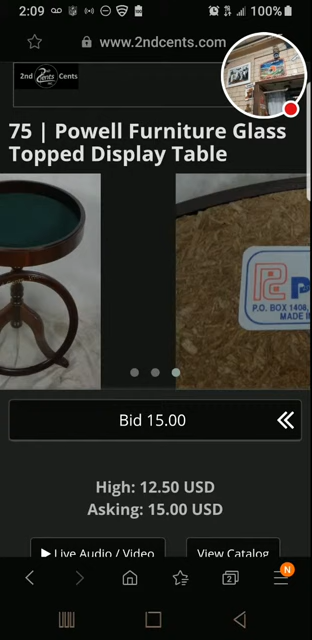 2:09
100%
www.2ndcents.com
2nd Cents
75 | Powell Furniture Glass
Topped Display Table
P.O. BOX 1408,
MADE I
Bid 15.00
High: 12.50 USD
Asking: 15.00 USD
Live Audio / Video
View Catalog
2
N